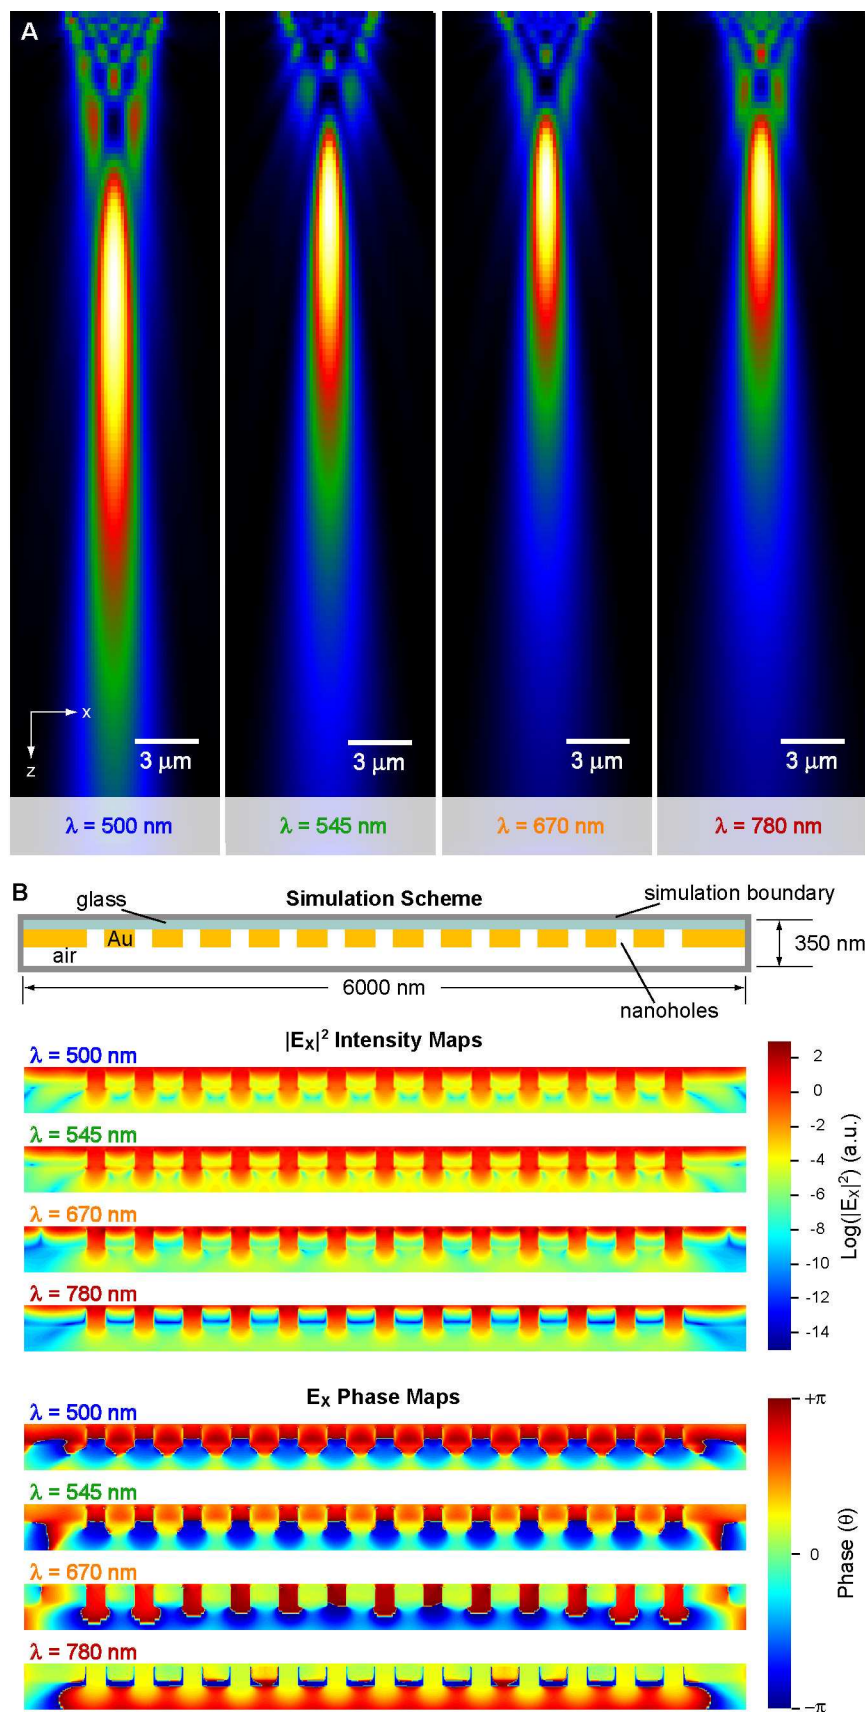 A
x
z
3 µm
3 µm
3 µm
3 µm
λ = 500 nm
λ = 545 nm
λ = 670 nm
λ = 780 nm
B
Simulation Scheme
glass
simulation boundary
Au
air
350 nm
6000 nm
nanoholes
|Ex|² Intensity Maps
λ = 500 nm
λ = 545 nm
λ = 670 nm
λ = 780 nm
2
0
-2
-4
-6
-8
-10
-12
-14
Log(|Ex|²) (a.u.)
Ex Phase Maps
λ = 500 nm
λ = 545 nm
λ = 670 nm
λ = 780 nm
+π
0
−π
Phase (θ)